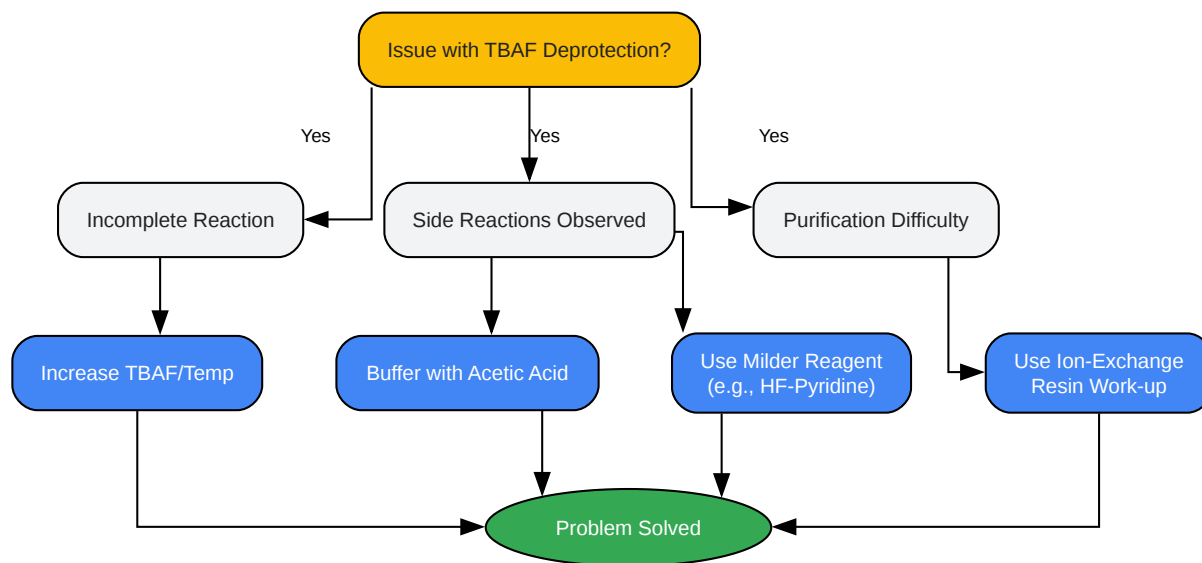 Issue with TBAF Deprotection?
Yes
Yes
Yes
Incomplete Reaction
Side Reactions Observed
Purification Difficulty
Increase TBAF/Temp
Buffer with Acetic Acid
Use Milder Reagent
(e.g., HF-Pyridine)
Use Ion-Exchange
Resin Work-up
Problem Solved